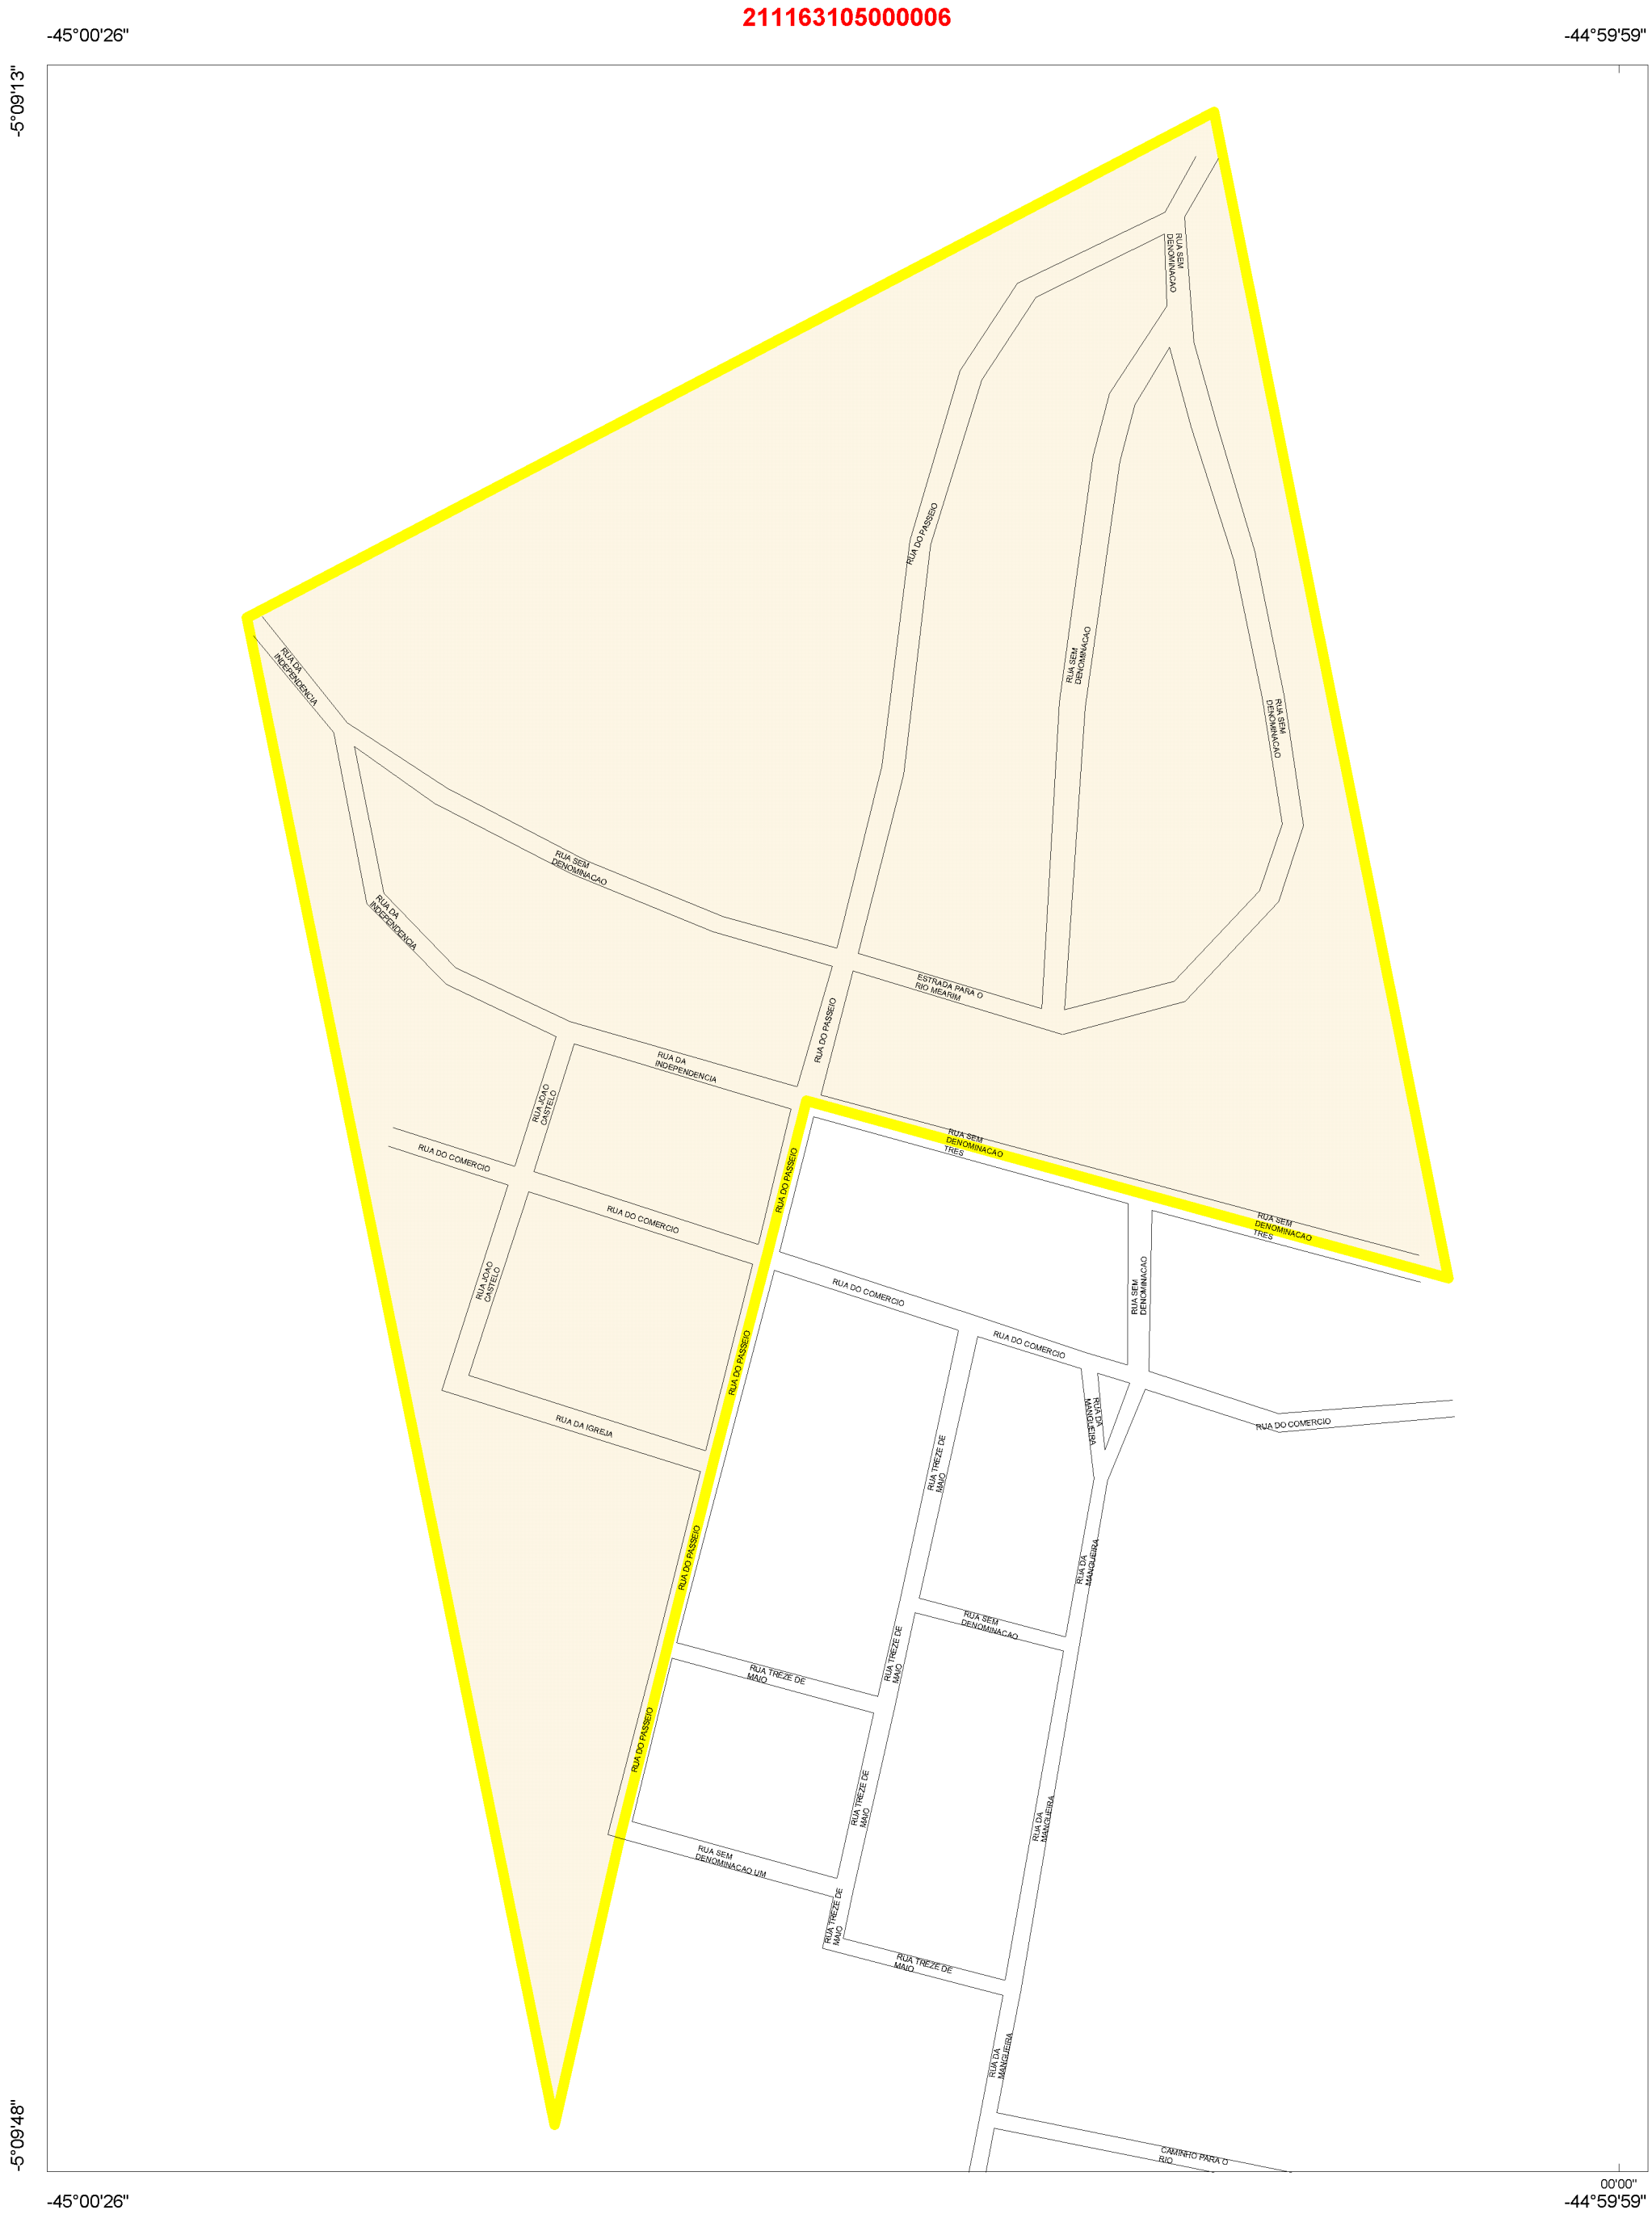 211163105000006
-45°00'26"
-44°59'59"
-5°09'13"
RUA SEM
DENOMINACAO
RUA DO PASSEIO
RUA DA
INDEPENDENCIA
RUA SEM
DENOMINACAO
RUA SEM
DENOMINACAO
RUA SEM
DENOMINACAO
RUA DA
INDEPENDENCIA
ESTRADA PARA O
RIO MEARIM
RUA DO PASSEIO
RUA DA
INDEPENDENCIA
RUA JOAO
CASTELO
RUA SEM
DENOMINACAO
TRES
RUA DO COMERCIO
RUA DO PASSEIO
RUA DO COMERCIO
RUA SEM
DENOMINACAO
TRES
RUA JOAO
CASTELO
RUA SEM
DENOMINACAO
RUA DO COMERCIO
RUA DO COMERCIO
RUA DO PASSEIO
RUA DA
MANGUEIRA
RUA DO COMERCIO
RUA DA IGREJA
RUA TREZE DE
MAIO
RUA DO PASSEIO
RUA DA
MANGUEIRA
RUA SEM
DENOMINACAO
RUA TREZE DE
MAIO
RUA TREZE DE
MAIO
RUA DO PASSEIO
RUA TREZE DE
MAIO
RUA DA
MANGUEIRA
RUA SEM
DENOMINACAO UM
RUA TREZE DE
MAIO
RUA TREZE DE
MAIO
RUA DA
MANGUEIRA
CAMINHO PARA O
RIO
-5°09'48"
00'00"
-45°00'26"
-44°59'59"